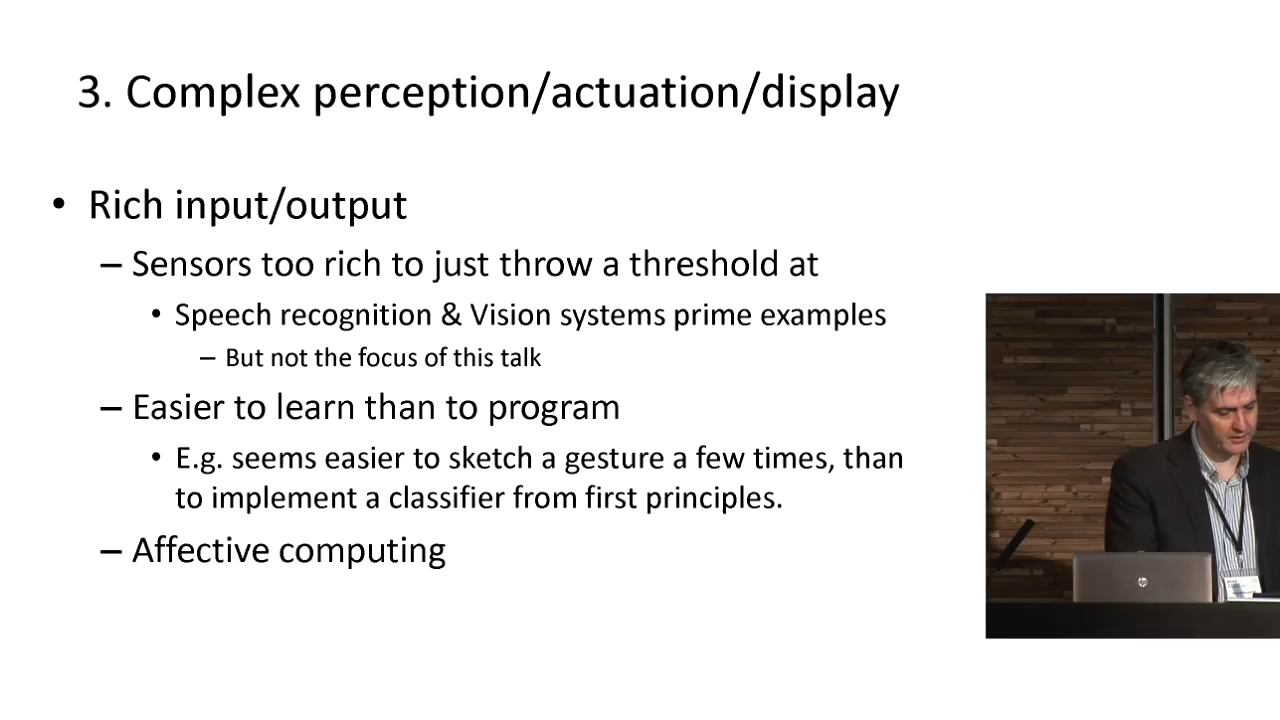 3. Complex perception/actuation/display
• Rich input/output
– Sensors too rich to just throw a threshold at
• Speech recognition & Vision systems prime examples
– But not the focus of this talk
– Easier to learn than to program
• E.g. seems easier to sketch a gesture a few times, than
to implement a classifier from first principles.
– Affective computing
hp